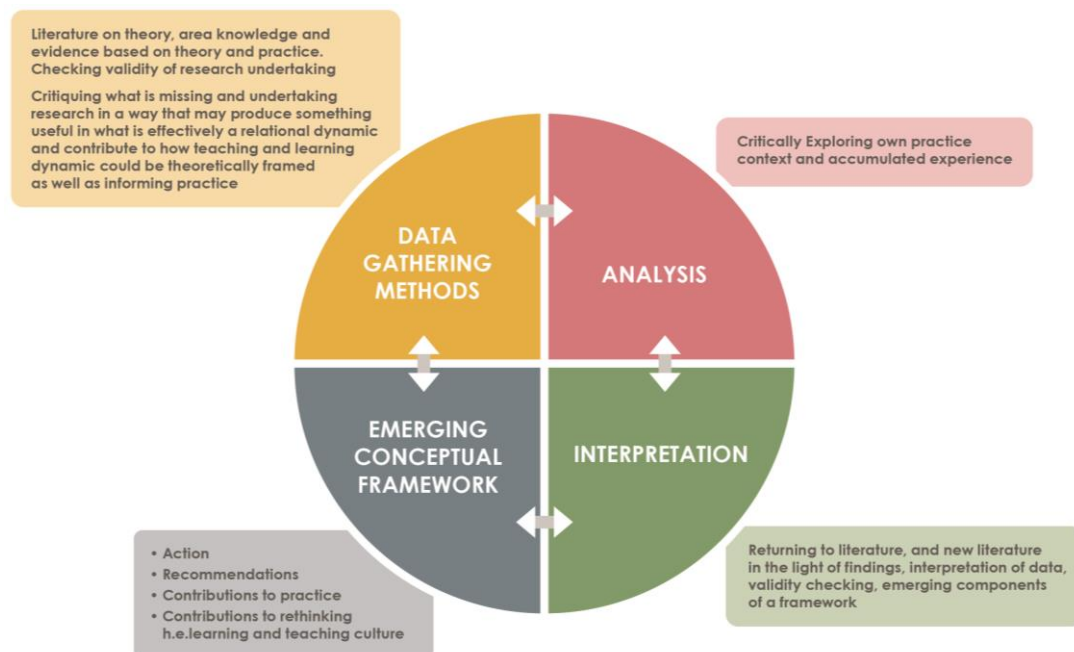 Literature on theory, area knowledge and
evidence based on theory and practice.
Checking validity of research undertaking
Critiquing what is missing and undertaking
research in a way that may produce something
useful in what is effectively a relational dynamic
and contribute to how teaching and learning
dynamic could be theoretically framed
as well as informing practice
Critically Exploring own practice
context and accumulated experience
DATA
GATHERING
METHODS
ANALYSIS
EMERGING
CONCEPTUAL
FRAMEWORK
INTERPRETATION
• Action
• Recommendations
• Contributions to practice
• Contributions to rethinking
h.e.learning and teaching culture
Returning to literature, and new literature
in the light of findings, interpretation of data,
validity checking, emerging components
of a framework